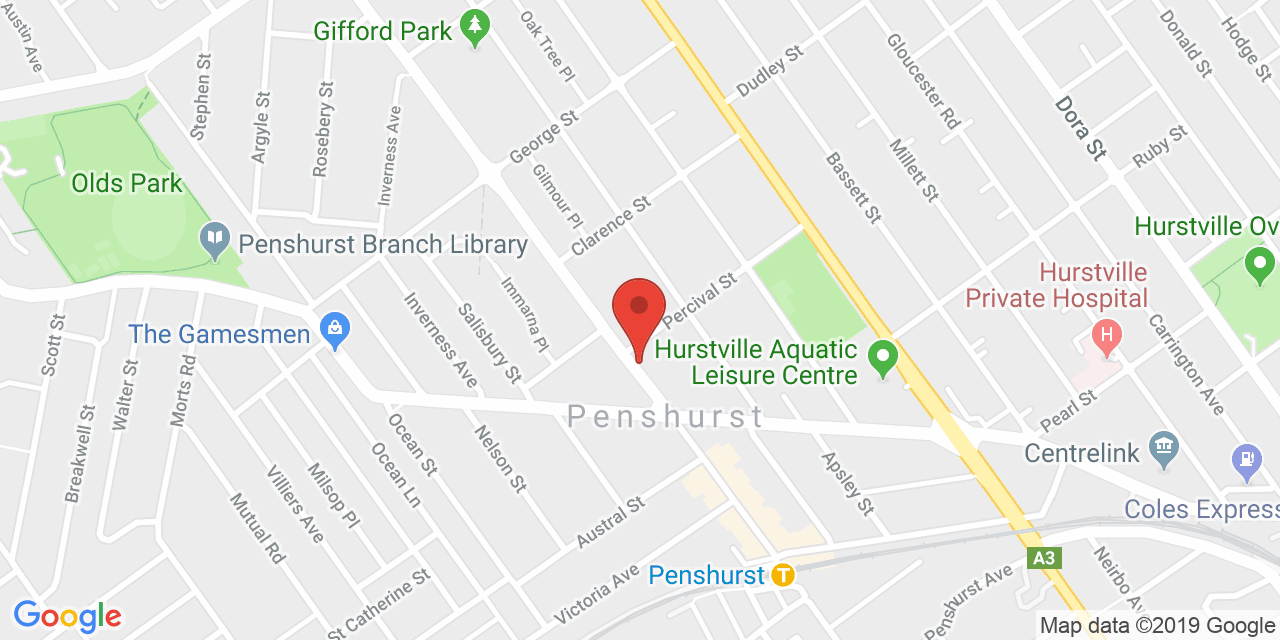 Austin Ave
Gifford Park
Oak Tree Pl
Donald St
Hodge St
Gloucester Rd
Dudley St
Stephen St
Argyle St
Rosebery St
Inverness Ave
George St
Dora St
Ruby St
Olds Park
Gilmour Pl
Bassett St
Millett St
Clarence St
Penshurst Branch Library
Hurstville Ov
Hurstville
Private Hospital
H
Immarna Pl
Percival St
The Gamesmen
Inverness Ave
Salisbury St
Scott St
Walter St
Morts Rd
Hurstville Aquatic
Leisure Centre
Carrington Ave
Penshurst
Pearl St
Breakwell St
Ocean St
Ocean Ln
Nelson St
Centrelink
Villiers Ave
Milsop Pl
Apsley St
Coles Express
Mutual Rd
Austral St
A3
Penshurst
T
St Catherine St
Victoria Ave
Penshurst Ave
Neirbo Av
Google
Map data ©2019 Google